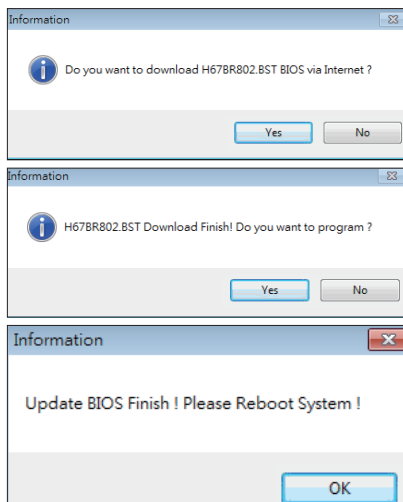 Information
Do you want to download H67BR802.BST BIOS via Internet ?
Yes No
Information
H67BR802.BST Download Finish! Do you want to program ?
Yes No
Information
Update BIOS Finish ! Please Reboot System !
OK